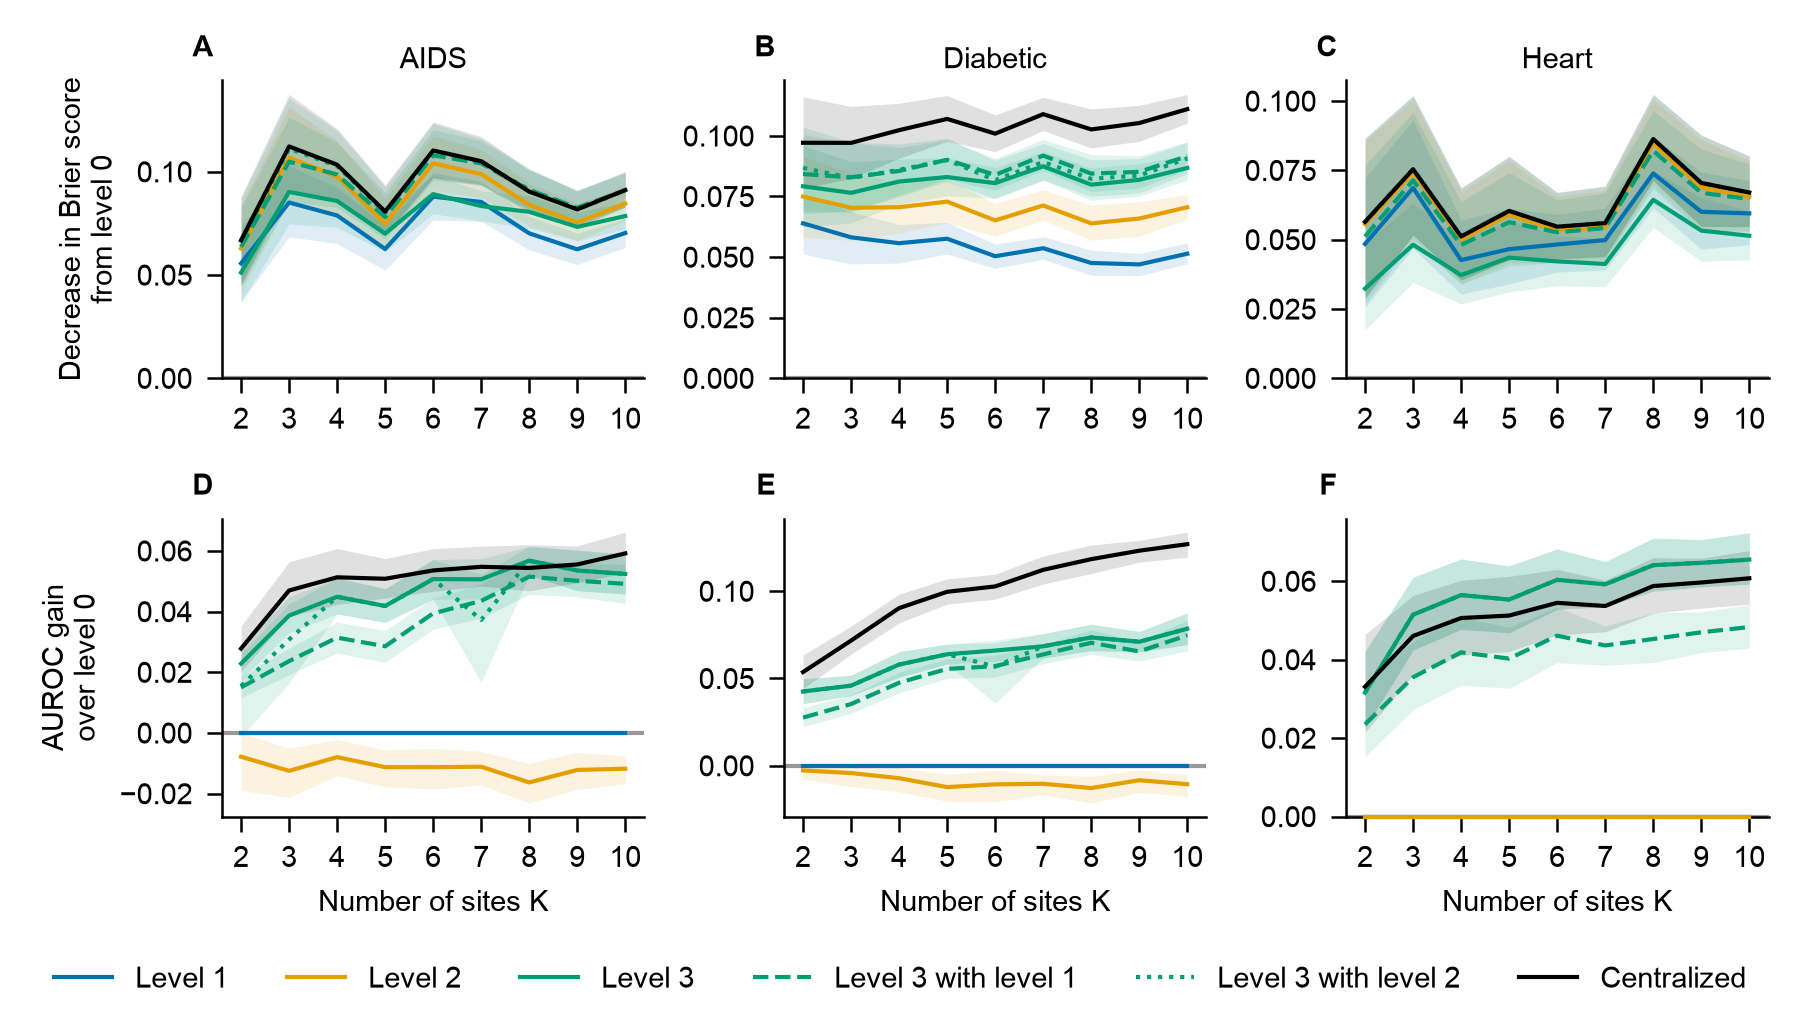 A
AIDS
B
Diabetic
C
Heart
Decrease in Brier score
from level 0
0.10
0.05
0.00
2 3 4 5 6 7 8 9 10
0.100
0.075
0.050
0.025
0.000
2 3 4 5 6 7 8 9 10
0.100
0.075
0.050
0.025
0.000
2 3 4 5 6 7 8 9 10
D
E
F
AUROC gain
over level 0
0.06
0.04
0.02
0.00
−0.02
2 3 4 5 6 7 8 9 10
Number of sites K
0.10
0.05
0.00
2 3 4 5 6 7 8 9 10
Number of sites K
0.06
0.04
0.02
0.00
2 3 4 5 6 7 8 9 10
Number of sites K
Level 1
Level 2
Level 3
Level 3 with level 1
Level 3 with level 2
Centralized